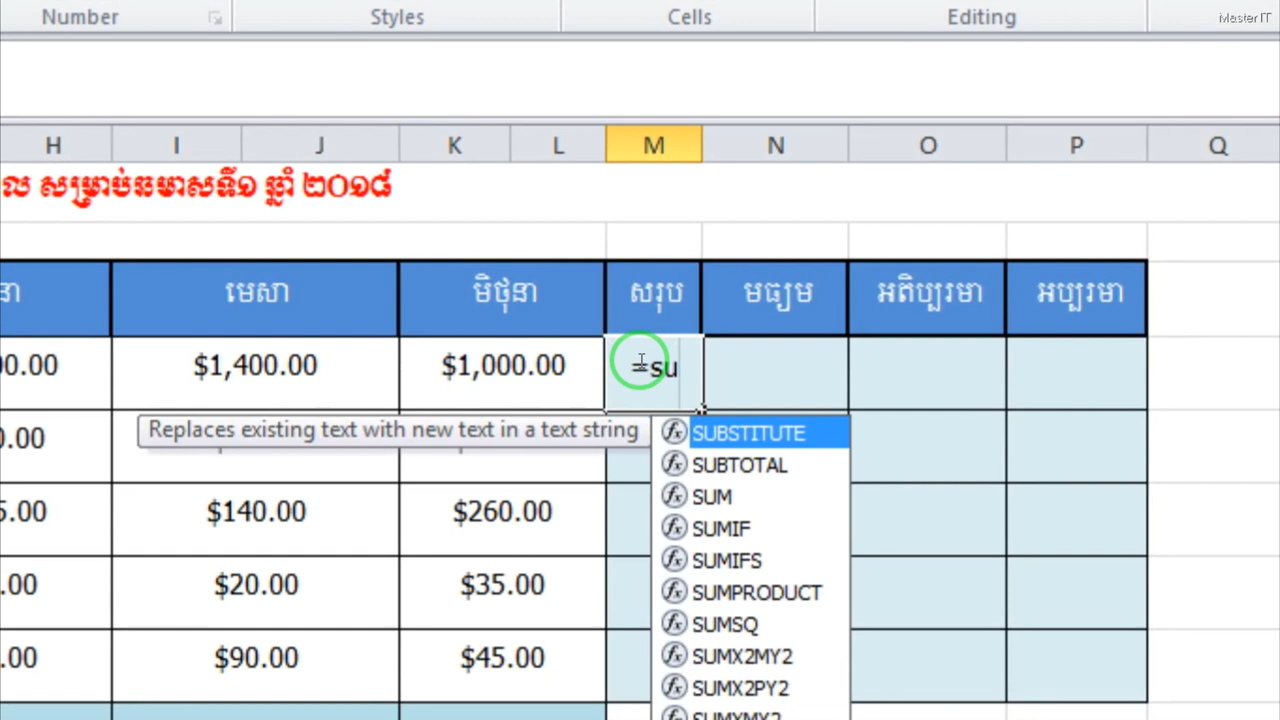 Number Styles Cells Editing Master IT
H I J K L M N O P Q
ល សម្រាប់ឆមាសទី១ ឆ្នាំ ២០១៨
នា មេសា មិថុនា សរុប មធ្យម អតិប្បរមា អប្បរមា
00.00 $1,400.00 $1,000.00 =su
Replaces existing text with new text in a text string
SUBSTITUTE
0.00
SUBTOTAL
SUM
5.00 $140.00 $260.00
SUMIF
SUMIFS
.00 $20.00 $35.00
SUMPRODUCT
SUMSQ
.00 $90.00 $45.00
SUMX2MY2
SUMX2PY2
SUMXMY2